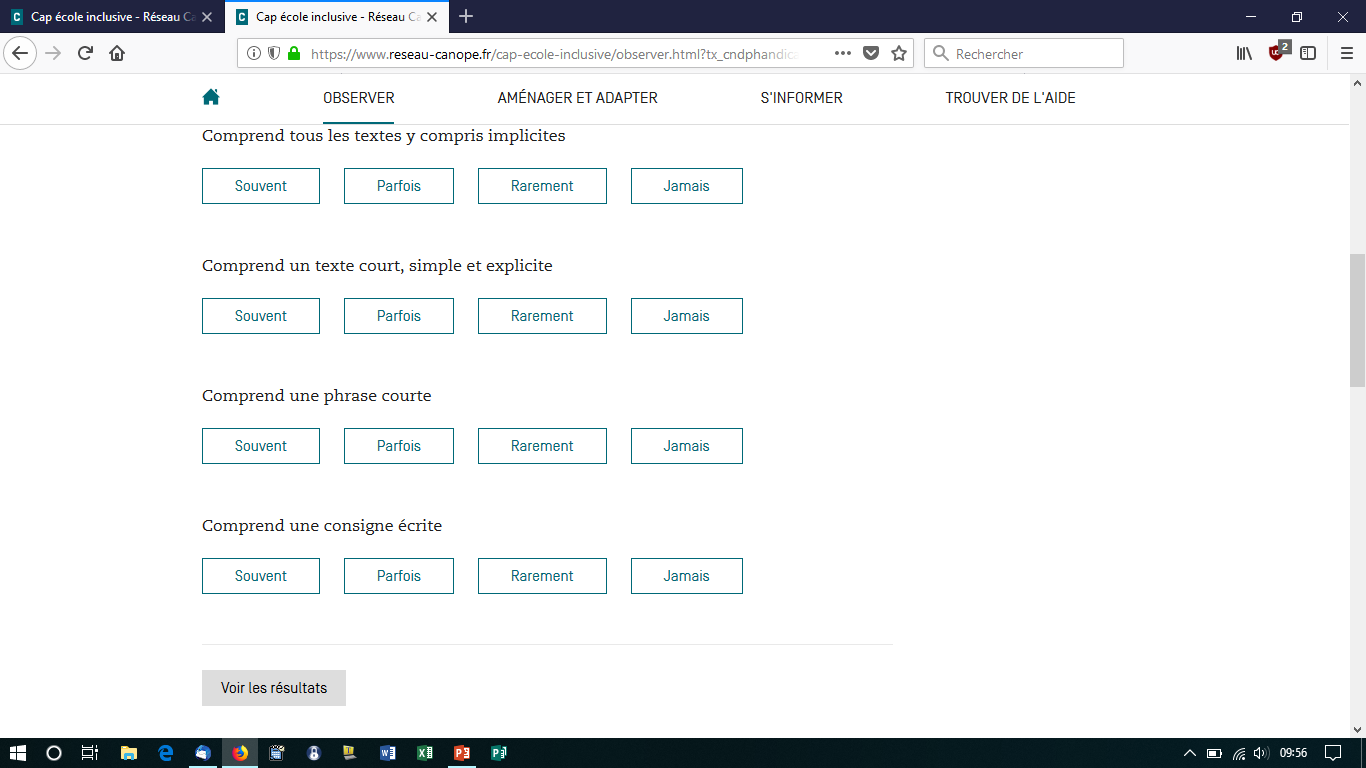 Cap école inclusive - Réseau Ca
Cap école inclusive - Réseau Ca
https://www.reseau-canope.fr/cap-ecole-inclusive/observer.html?tx_cndphandica
Rechercher
2
OBSERVER AMÉNAGER ET ADAPTER S'INFORMER TROUVER DE L'AIDE
Comprend tous les textes y compris implicites
Souvent Parfois Rarement Jamais
Comprend un texte court, simple et explicite
Souvent Parfois Rarement Jamais
Comprend une phrase courte
Souvent Parfois Rarement Jamais
Comprend une consigne écrite
Souvent Parfois Rarement Jamais
Voir les résultats
09:56